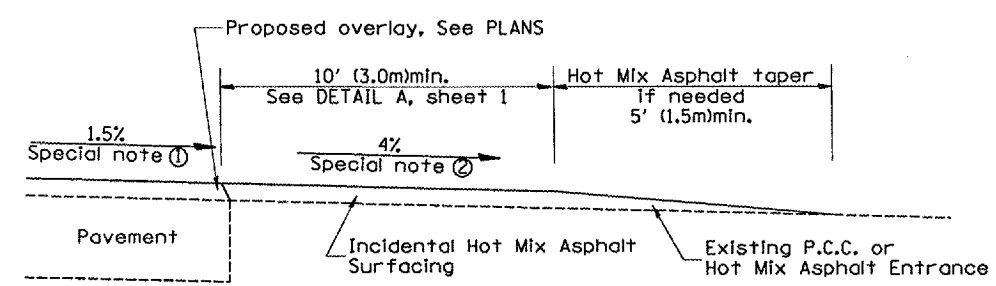 Proposed overlay, See PLANS
10' (3.0m)min.
See DETAIL A, sheet 1
Hot Mix Asphalt taper
if needed
5' (1.5m)min.
1.5%
Special note ①
4%
Special note ②
Pavement
Incidental Hot Mix Asphalt
Surfacing
Existing P.C.C. or
Hot Mix Asphalt Entrance